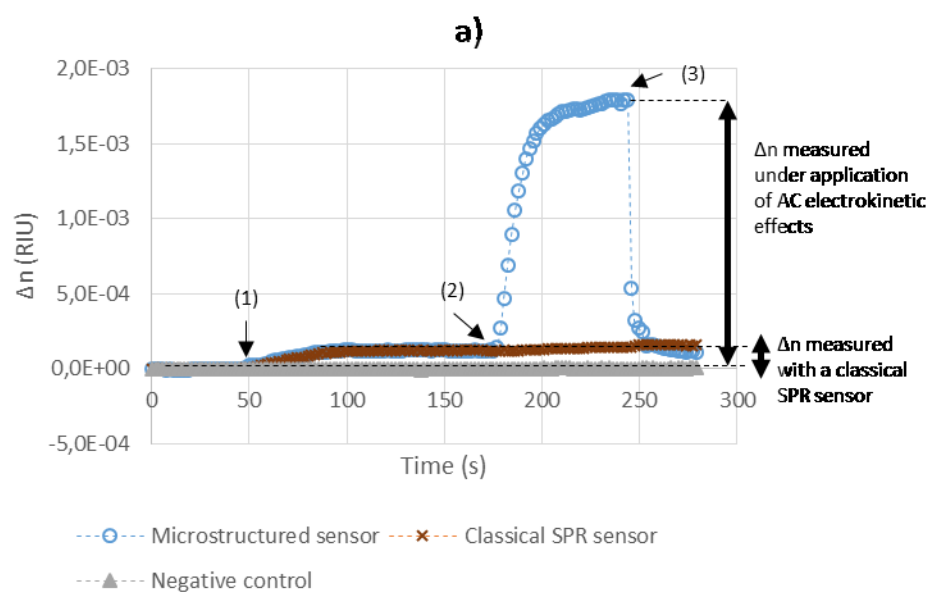 a)
2,0E-03
(3)
1,5E-03
Δn measured
under application
of AC electrokinetic
effects
1,0E-03
Δn (RIU)
5,0E-04
(1)
(2)
Δn measured
with a classical
SPR sensor
0,0E+00
0
50
100
150
200
250
300
-5,0E-04
Time (s)
Microstructured sensor
Classical SPR sensor
Negative control